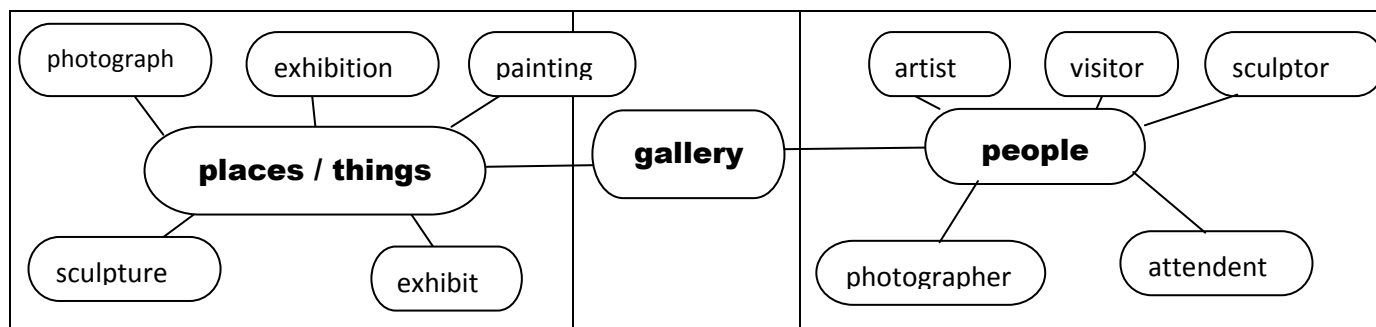 photograph
exhibition
painting
artist
visitor
sculptor
places / things
gallery
people
sculpture
exhibit
photographer
attendent